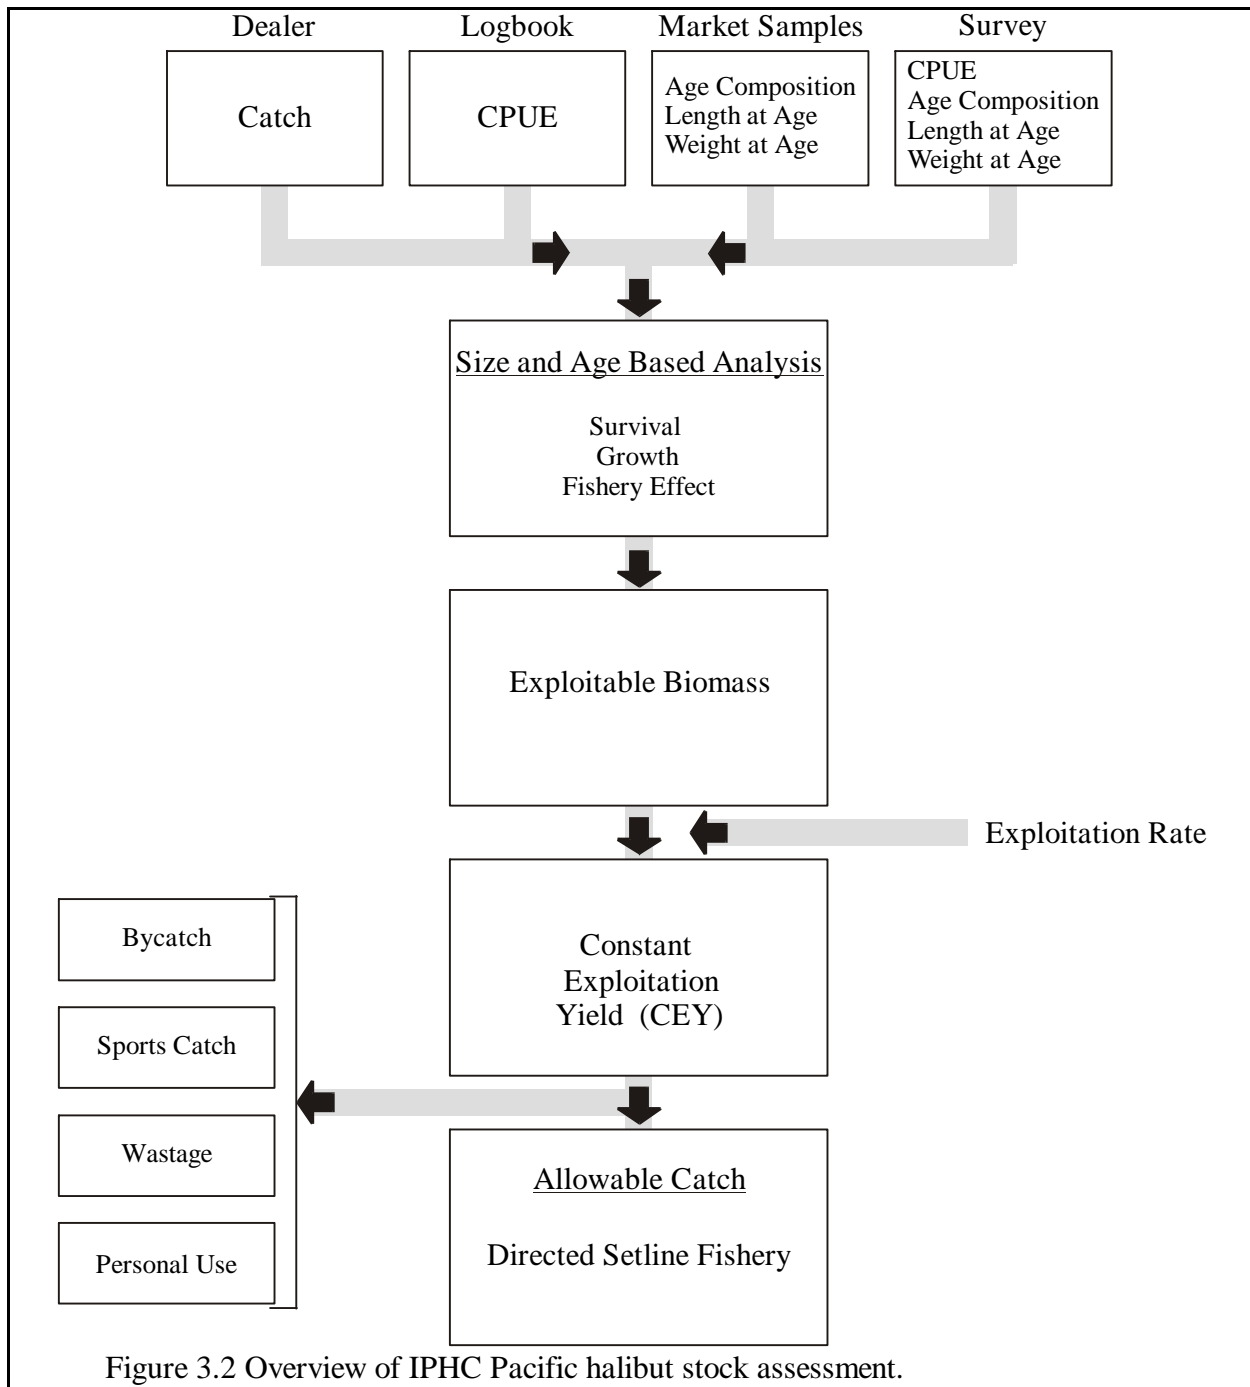 Dealer
Logbook
Market Samples
Survey
Catch
CPUE
Age Composition
Length at Age
Weight at Age
CPUE
Age Composition
Length at Age
Weight at Age
Size and Age Based Analysis
Survival
Growth
Fishery Effect
Exploitable Biomass
Exploitation Rate
Constant
Exploitation
Yield (CEY)
Bycatch
Sports Catch
Wastage
Personal Use
Allowable Catch
Directed Setline Fishery
Figure 3.2 Overview of IPHC Pacific halibut stock assessment.